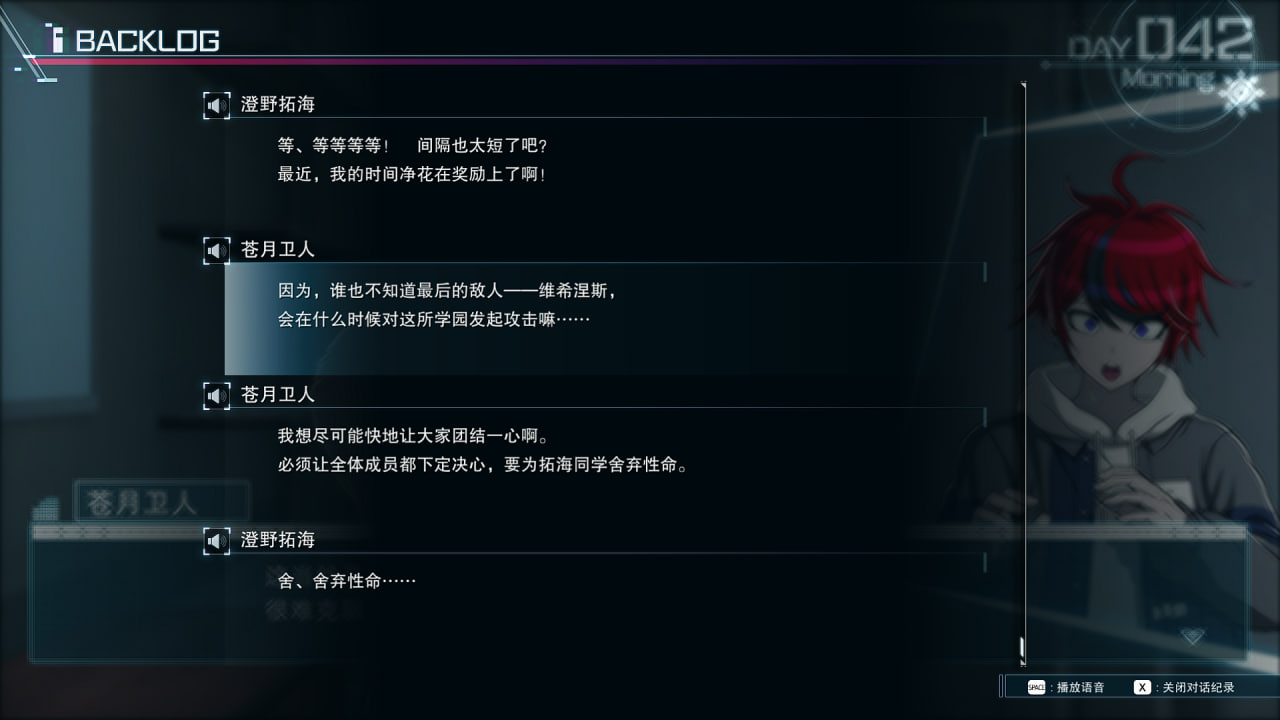 BACKLOG
DAY 042
Morning
澄野拓海
等、等等等等！　间隔也太短了吧？
最近，我的时间净花在奖励上了啊！
苍月卫人
因为，谁也不知道最后的敌人——维希涅斯，
会在什么时候对这所学园发起攻击嘛……
苍月卫人
我想尽可能快地让大家团结一心啊。
必须让全体成员都下定决心，要为拓海同学舍弃性命。
苍月卫人
澄野拓海
舍、舍弃性命……
SPACE：播放语音
X：关闭对话纪录